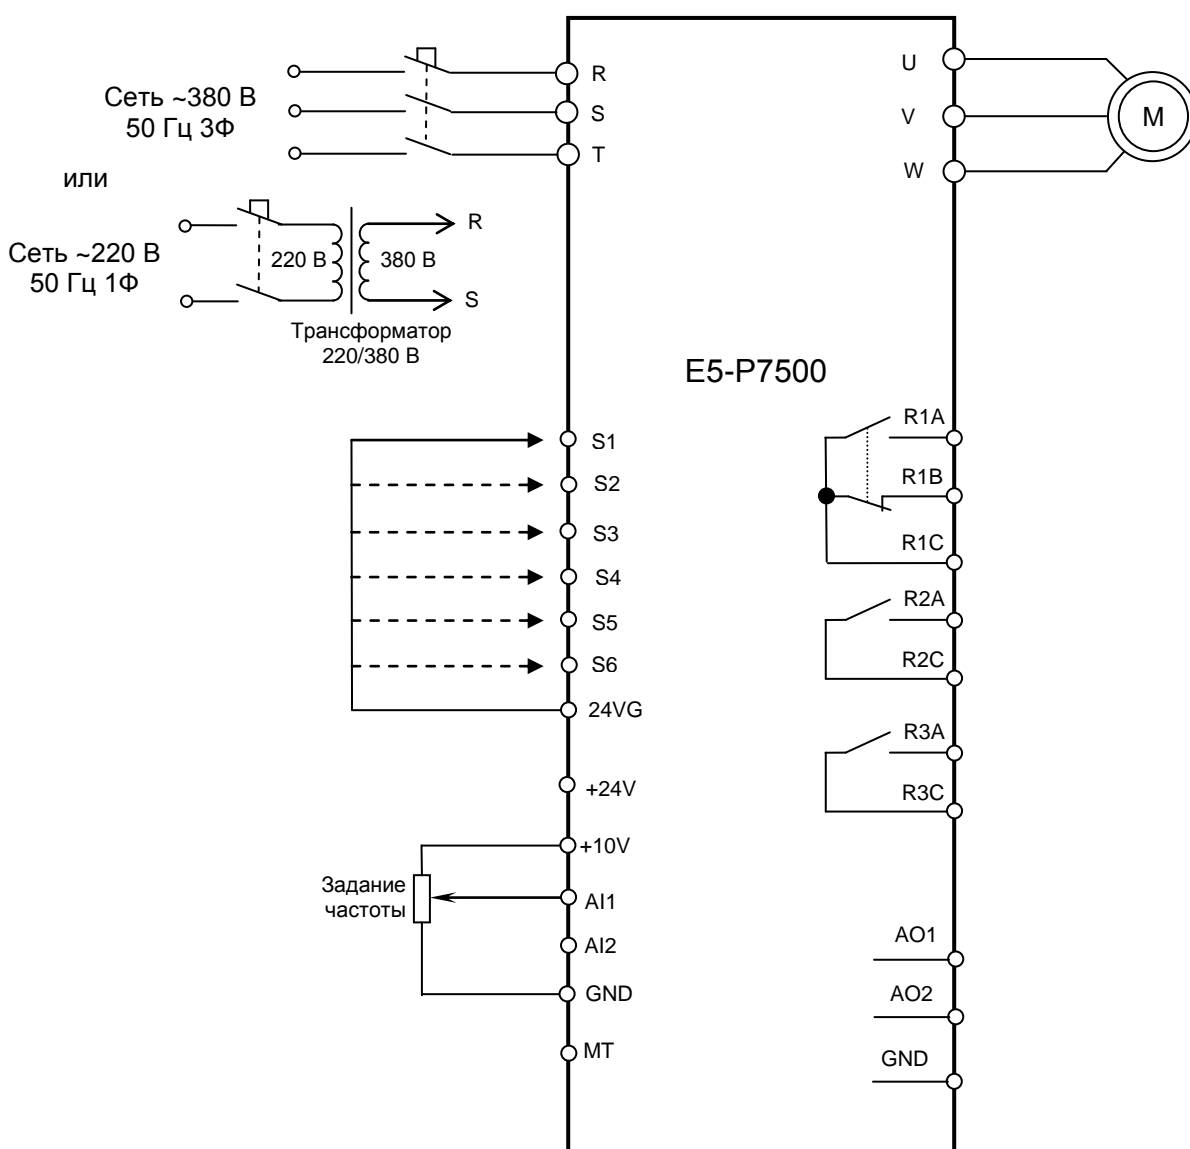 Сеть ~380 В
50 Гц 3Ф
R
S
T
или
Сеть ~220 В
50 Гц 1Ф
220 В
380 В
R
S
Трансформатор
220/380 В
U
V
W
M
E5-P7500
S1
S2
S3
S4
S5
S6
24VG
+24V
+10V
Задание
частоты
AI1
AI2
GND
MT
R1A
R1B
R1C
R2A
R2C
R3A
R3C
AO1
AO2
GND